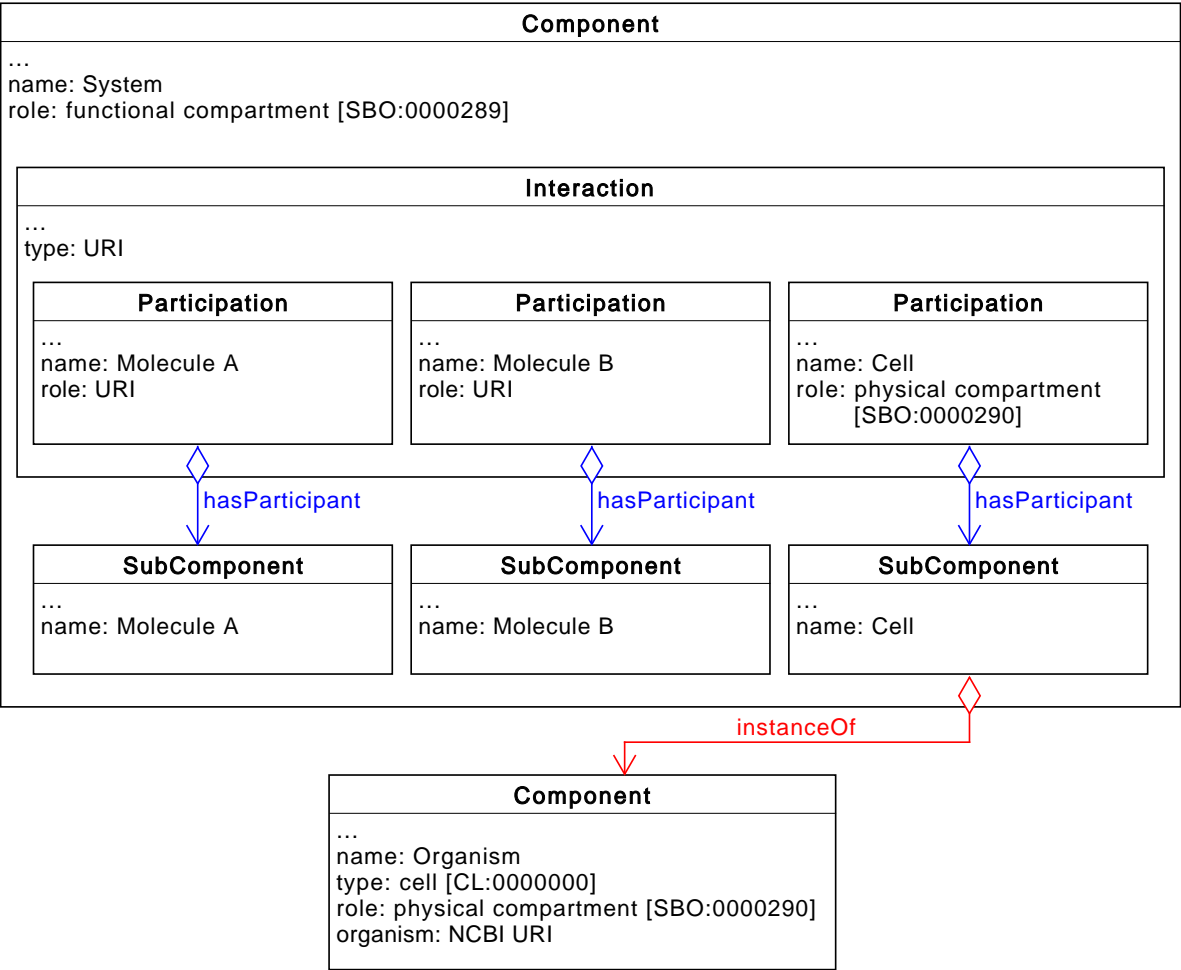 Component
...
name: System
role: functional compartment [SBO:0000289]
Interaction
...
type: URI
Participation
...
name: Molecule A
role: URI
Participation
...
name: Molecule B
role: URI
Participation
...
name: Cell
role: physical compartment
[SBO:0000290]
hasParticipant
hasParticipant
hasParticipant
SubComponent
...
name: Molecule A
SubComponent
...
name: Molecule B
SubComponent
...
name: Cell
instanceOf
Component
...
name: Organism
type: cell [CL:0000000]
role: physical compartment [SBO:0000290]
organism: NCBI URI